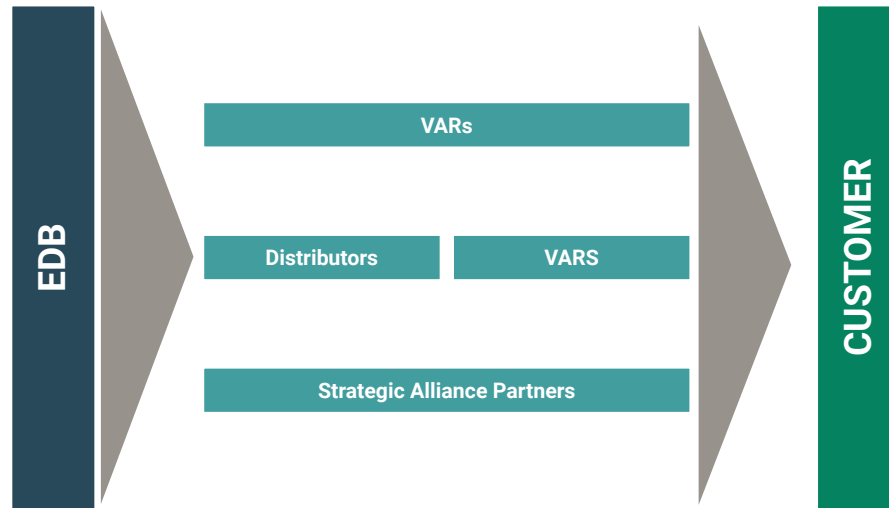 EDB
VARs
Distributors
VARS
Strategic Alliance Partners
CUSTOMER